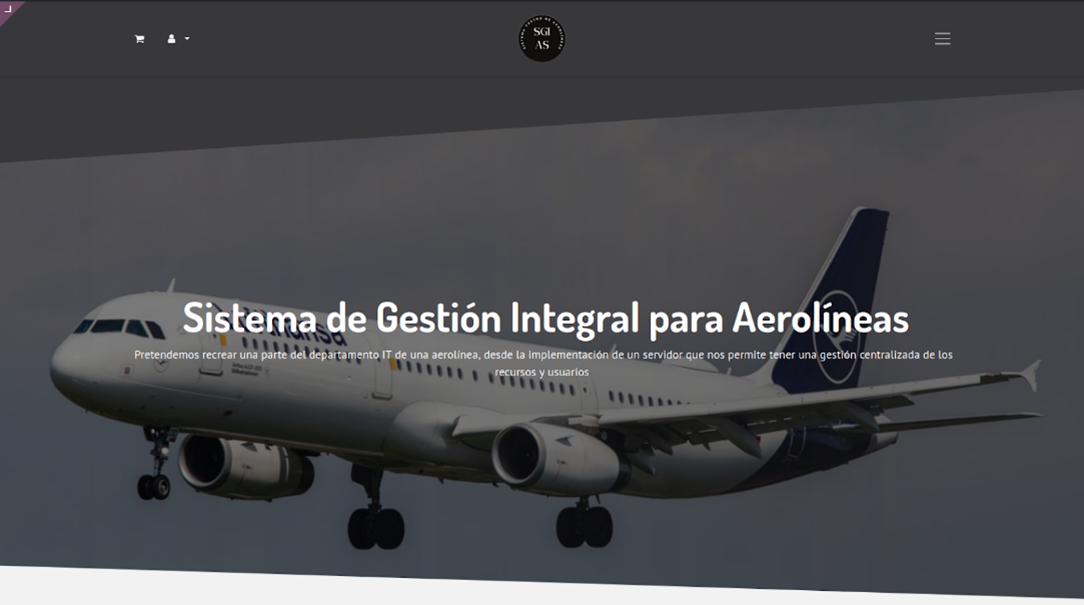 SGI
AS
Sistema de Gestión Integral para Aerolíneas
Pretendemos recrear una parte del departamento IT de una aerolínea, desde la implementación de un servidor que nos permite tener una gestión centralizada de los
recursos y usuarios